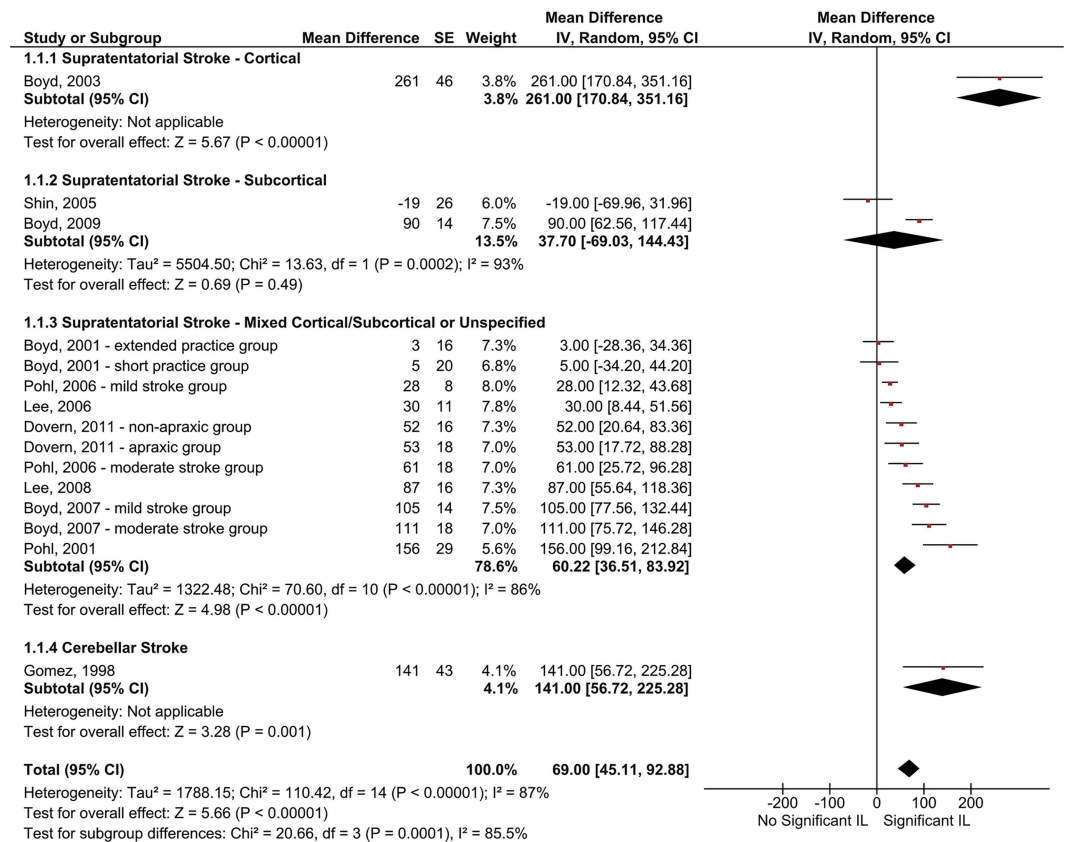 Mean Difference Mean Difference
Study or Subgroup Mean Difference SE Weight IV, Random, 95% CI IV, Random, 95% CI
1.1.1 Supratentatorial Stroke - Cortical
Boyd, 2003 261 46 3.8% 261.00 [170.84, 351.16]
Subtotal (95% CI) 3.8% 261.00 [170.84, 351.16]
Heterogeneity: Not applicable
Test for overall effect: Z = 5.67 (P < 0.00001)
1.1.2 Supratentatorial Stroke - Subcortical
Shin, 2005 -19 26 6.0% -19.00 [-69.96, 31.96]
Boyd, 2009 90 14 7.5% 90.00 [62.56, 117.44]
Subtotal (95% CI) 13.5% 37.70 [-69.03, 144.43]
Heterogeneity: Tau² = 5504.50; Chi² = 13.63, df = 1 (P = 0.0002); I² = 93%
Test for overall effect: Z = 0.69 (P = 0.49)
1.1.3 Supratentatorial Stroke - Mixed Cortical/Subcortical or Unspecified
Boyd, 2001 - extended practice group 3 16 7.3% 3.00 [-28.36, 34.36]
Boyd, 2001 - short practice group 5 20 6.8% 5.00 [-34.20, 44.20]
Pohl, 2006 - mild stroke group 28 8 8.0% 28.00 [12.32, 43.68]
Lee, 2006 30 11 7.8% 30.00 [8.44, 51.56]
Dovern, 2011 - non-apraxic group 52 16 7.3% 52.00 [20.64, 83.36]
Dovern, 2011 - apraxic group 53 18 7.0% 53.00 [17.72, 88.28]
Pohl, 2006 - moderate stroke group 61 18 7.0% 61.00 [25.72, 96.28]
Lee, 2008 87 16 7.3% 87.00 [55.64, 118.36]
Boyd, 2007 - mild stroke group 105 14 7.5% 105.00 [77.56, 132.44]
Boyd, 2007 - moderate stroke group 111 18 7.0% 111.00 [75.72, 146.28]
Pohl, 2001 156 29 5.6% 156.00 [99.16, 212.84]
Subtotal (95% CI) 78.6% 60.22 [36.51, 83.92]
Heterogeneity: Tau² = 1322.48; Chi² = 70.60, df = 10 (P < 0.00001); I² = 86%
Test for overall effect: Z = 4.98 (P < 0.00001)
1.1.4 Cerebellar Stroke
Gomez, 1998 141 43 4.1% 141.00 [56.72, 225.28]
Subtotal (95% CI) 4.1% 141.00 [56.72, 225.28]
Heterogeneity: Not applicable
Test for overall effect: Z = 3.28 (P = 0.001)
Total (95% CI) 100.0% 69.00 [45.11, 92.88]
Heterogeneity: Tau² = 1788.15; Chi² = 110.42, df = 14 (P < 0.00001); I² = 87%
Test for overall effect: Z = 5.66 (P < 0.00001)
Test for subgroup differences: Chi² = 20.66, df = 3 (P = 0.0001), I² = 85.5%
-200 -100 0 100 200
No Significant IL Significant IL